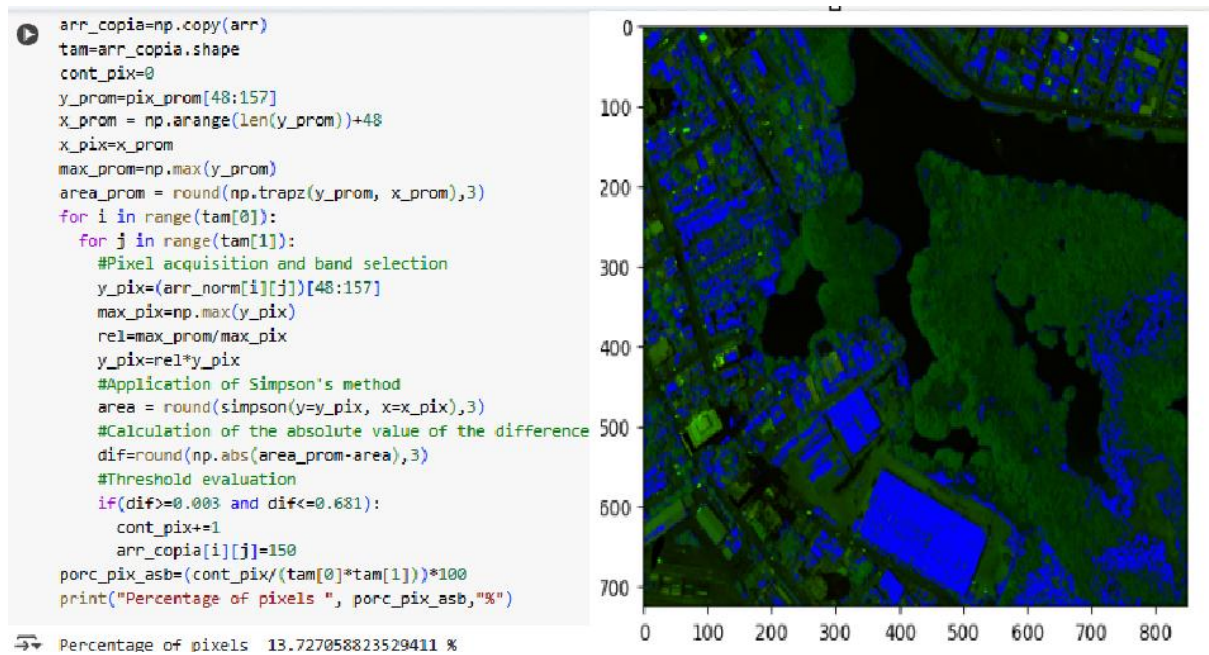 arr_copia=np.copy(arr)
tam=arr_copia.shape
cont_pix=0
y_prom=pix_prom[48:157]
x_prom = np.arange(len(y_prom))+48
x_pix=x_prom
max_prom=np.max(y_prom)
area_prom = round(np.trapz(y_prom, x_prom),3)
for i in range(tam[0]):
  for j in range(tam[1]):
    #Pixel acquisition and band selection
    y_pix=(arr_norm[i][j])[48:157]
    max_pix=np.max(y_pix)
    rel=max_prom/max_pix
    y_pix=rel*y_pix
    #Application of Simpson's method
    area = round(simpson(y=y_pix, x=x_pix),3)
    #Calculation of the absolute value of the difference
    dif=round(np.abs(area_prom-area),3)
    #Threshold evaluation
    if(dif>=0.003 and dif<=0.681):
      cont_pix+=1
      arr_copia[i][j]=150
porc_pix_asb=(cont_pix/(tam[0]*tam[1]))*100
print("Percentage of pixels ", porc_pix_asb,"%")
Percentage of pixels  13.727058823529411 %
0
100
200
300
400
500
600
700
0 100 200 300 400 500 600 700 800